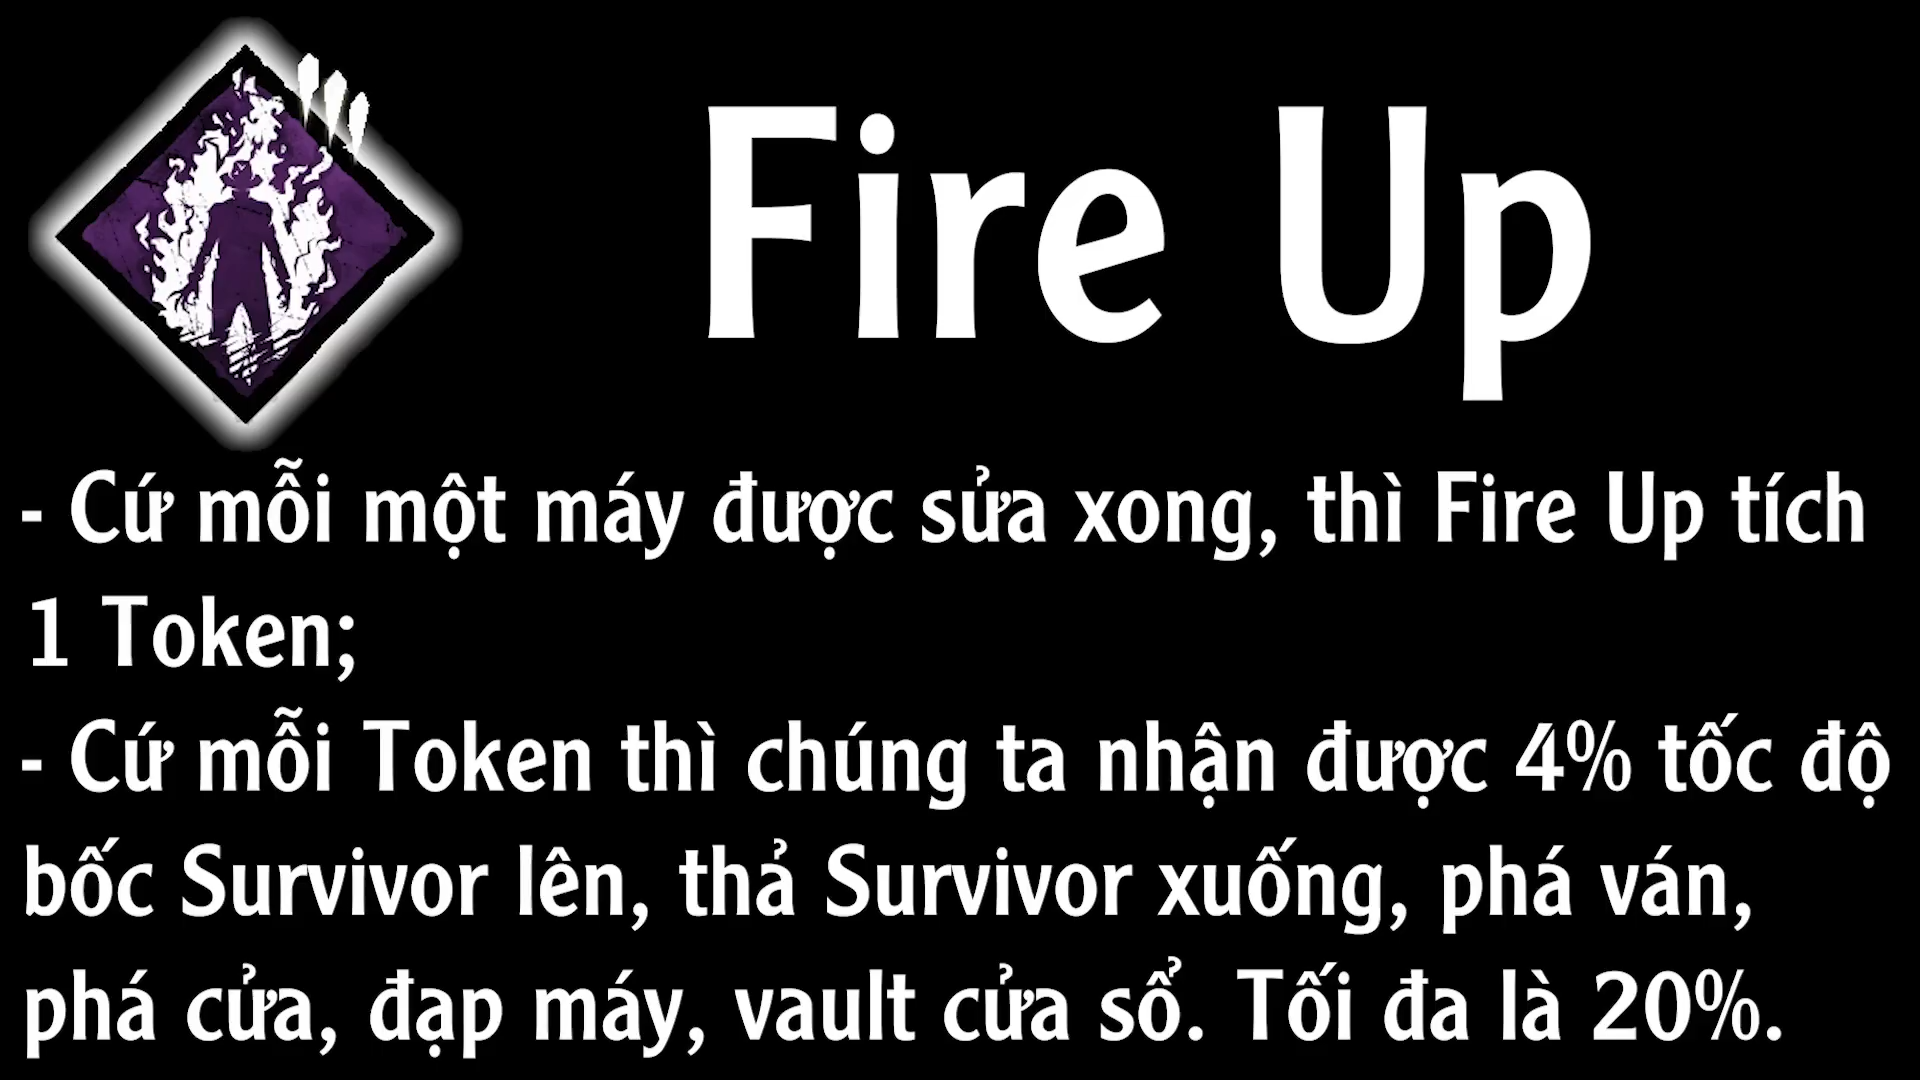 Fire Up
- Cứ mỗi một máy được sửa xong, thì Fire Up tích
1 Token;
- Cứ mỗi Token thì chúng ta nhận được 4% tốc độ
bốc Survivor lên, thả Survivor xuống, phá ván,
phá cửa, đạp máy, vault cửa sổ. Tối đa là 20%.